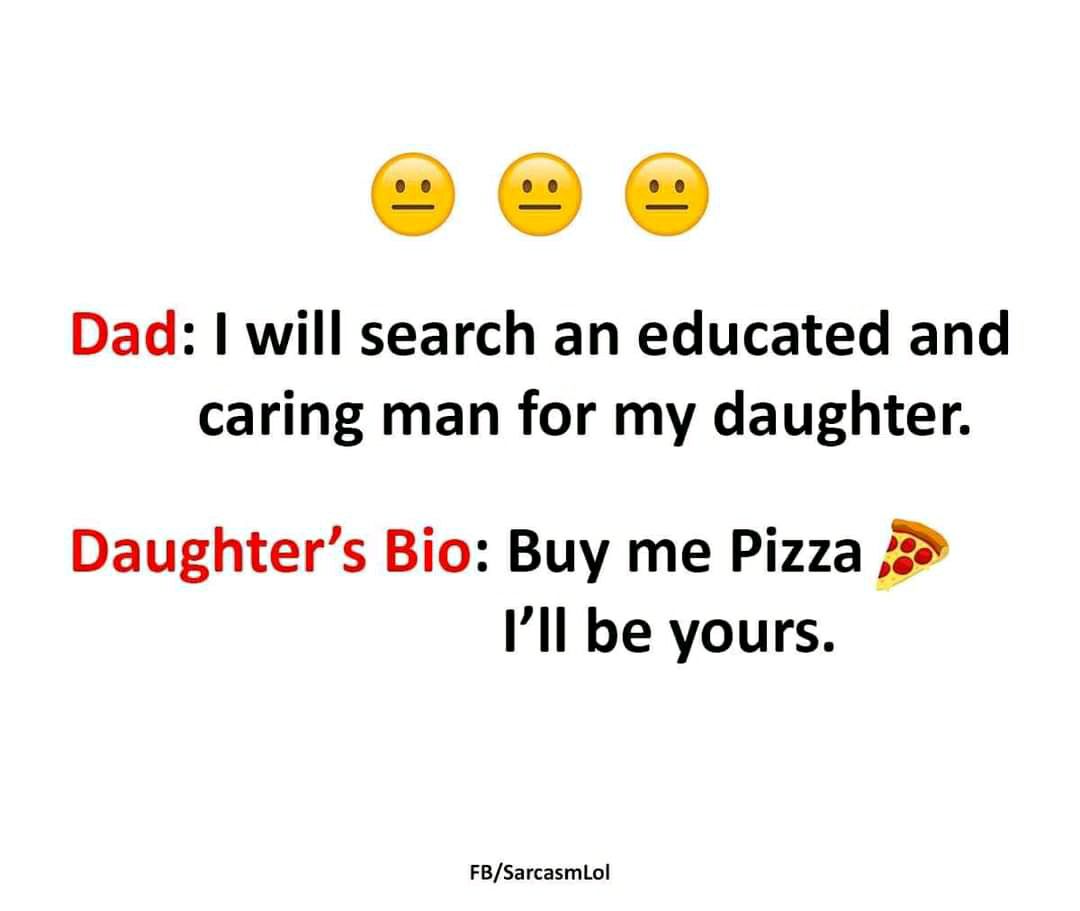 😐 😐 😐
Dad: I will search an educated and
caring man for my daughter.
Daughter’s Bio: Buy me Pizza 🍕
I’ll be yours.
FB/SarcasmLol